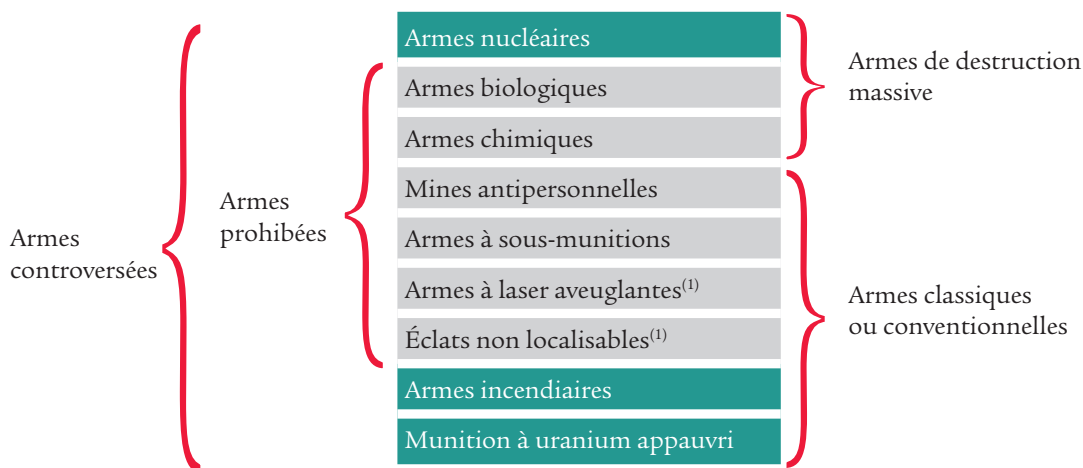 Armes
controversées
Armes
prohibées
Armes nucléaires
Armes biologiques
Armes chimiques
Mines antipersonnelles
Armes à sous-munitions
Armes à laser aveuglantes(1)
Éclats non localisables(1)
Armes incendiaires
Munition à uranium appauvri
Armes de destruction
massive
Armes classiques
ou conventionnelles